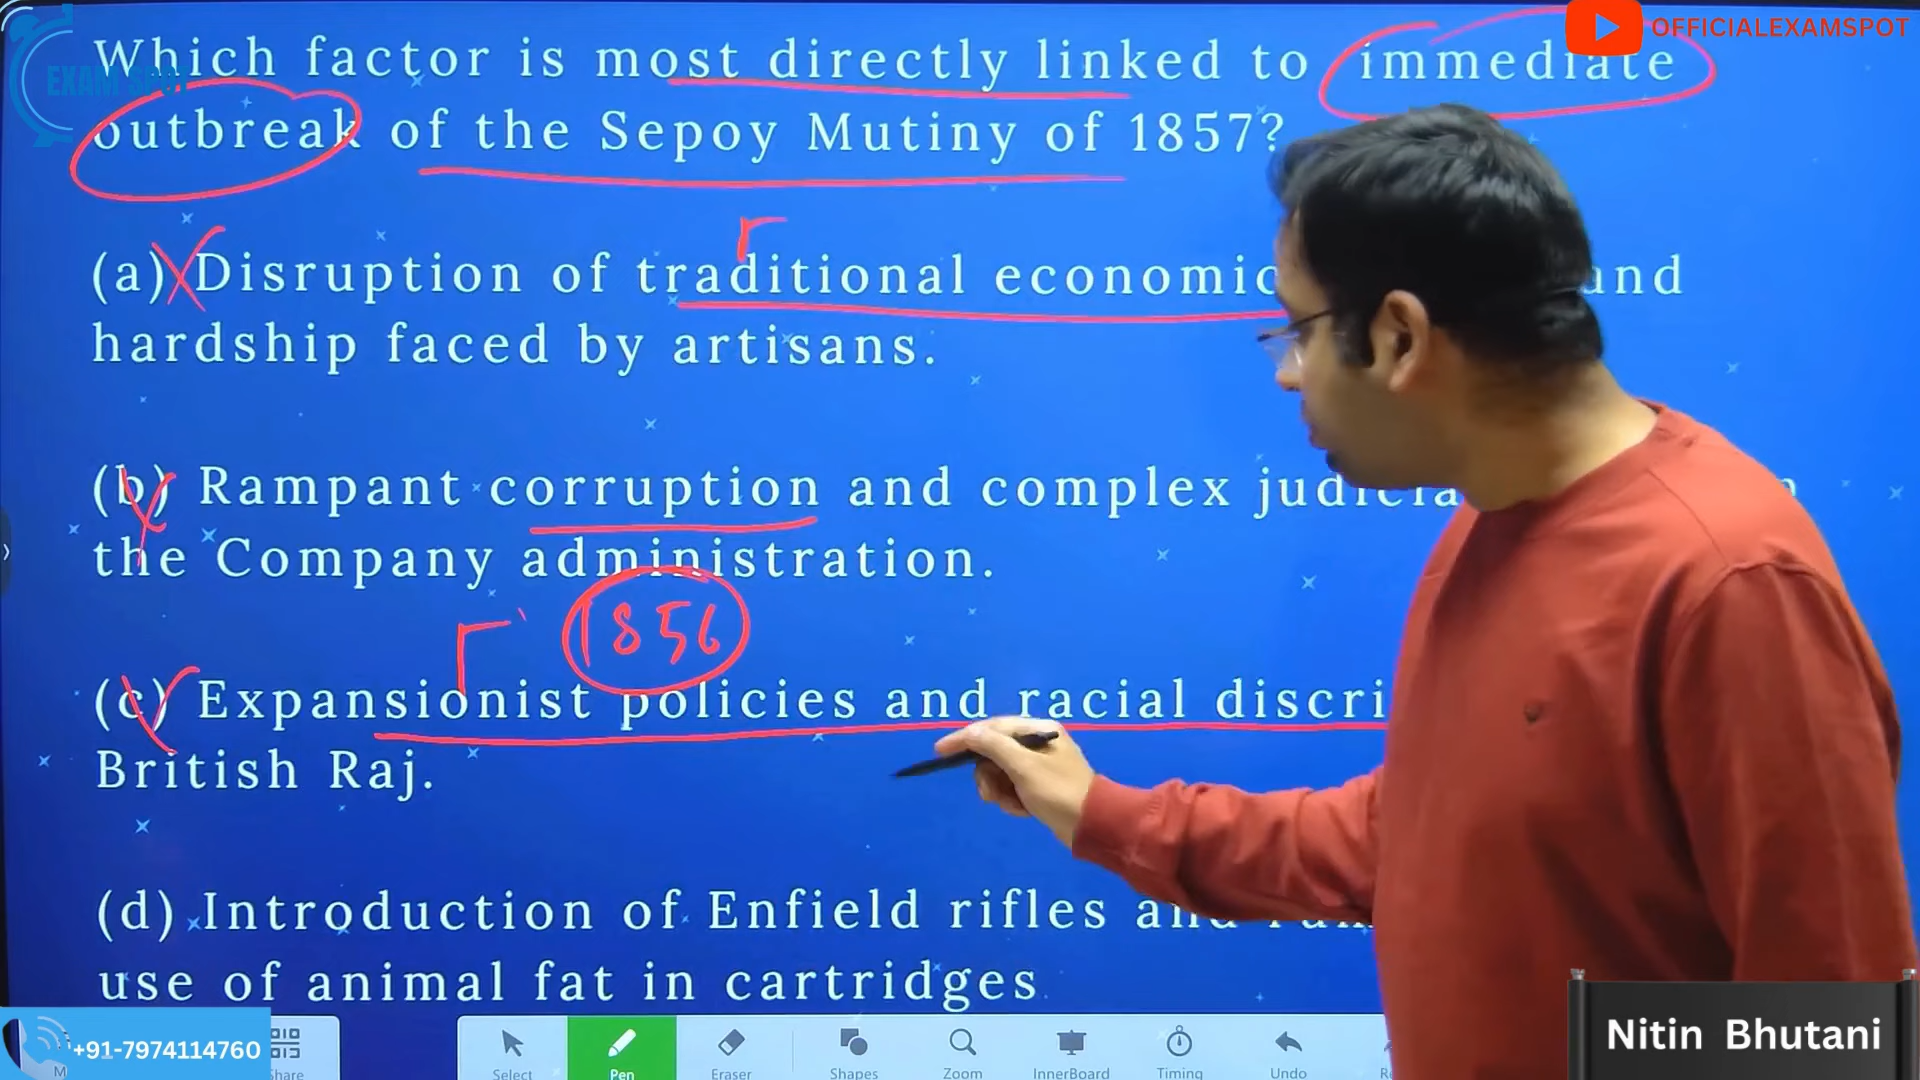 OFFICIALEXAMSPOT
EXAM SPOT
Which factor is most directly linked to immediate
outbreak of the Sepoy Mutiny of 1857?
(a) Disruption of traditional economic and
hardship faced by artisans.
(b) Rampant corruption and complex
the Company administration.
1856
(c) Expansionist policies and racial
British Raj.
(d) Introduction of Enfield rifles
use of animal fat in cartridges
+91-7974114760
Share
Select
Pen
Eraser
Shapes
Zoom
InnerBoard
Timing
Undo
Nitin Bhutani